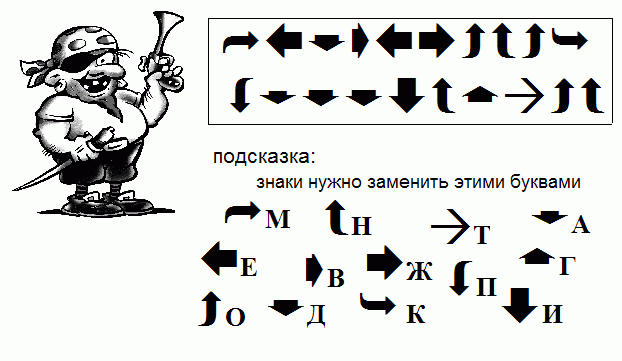 подсказка:
знаки нужно заменить этими буквами
М Н Т А
Е В Ж П Г
О Д К И